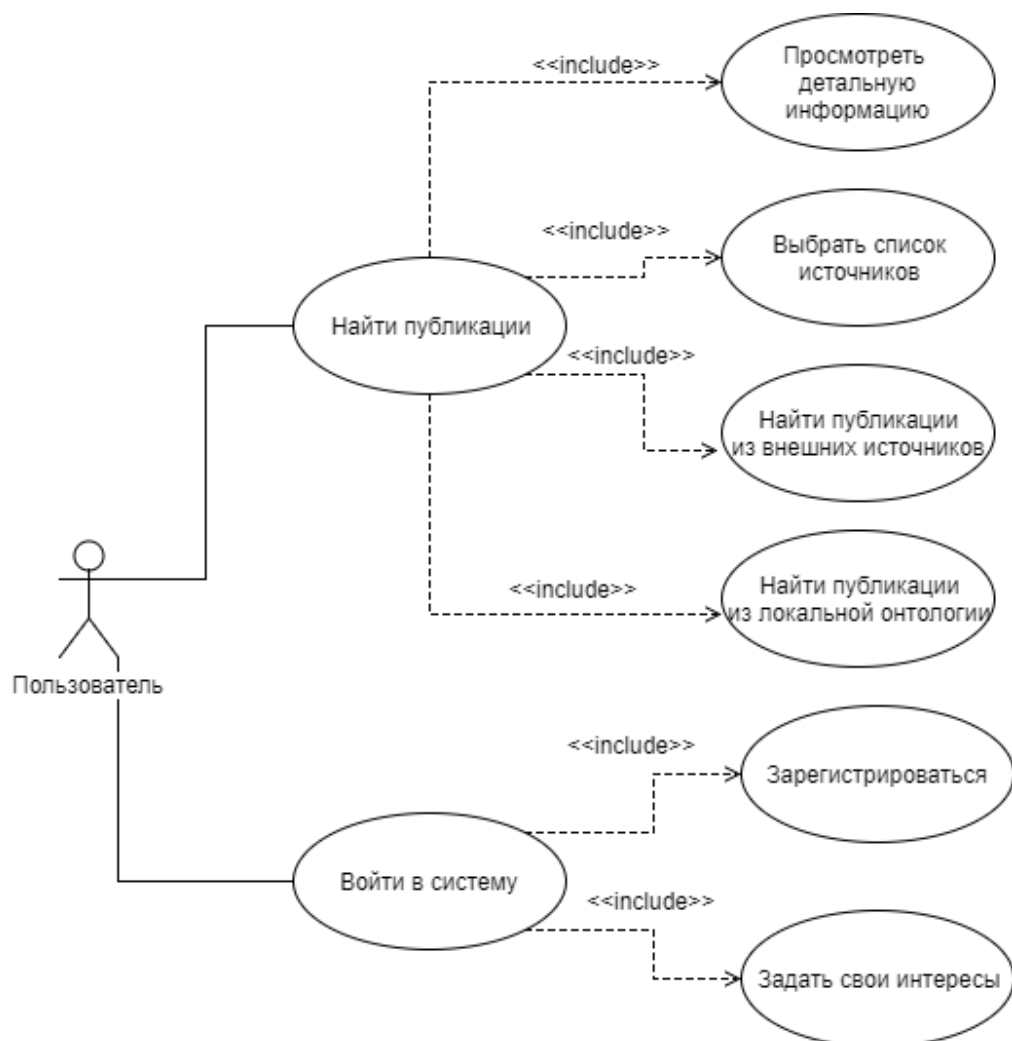 <<include>>
Просмотреть
детальную
информацию
<<include>>
Выбрать список
источников
Найти публикации
<<include>>
Найти публикации
из внешних источников
<<include>>
Найти публикации
из локальной онтологии
Пользователь
<<include>>
Зарегистрироваться
Войти в систему
<<include>>
Задать свои интересы